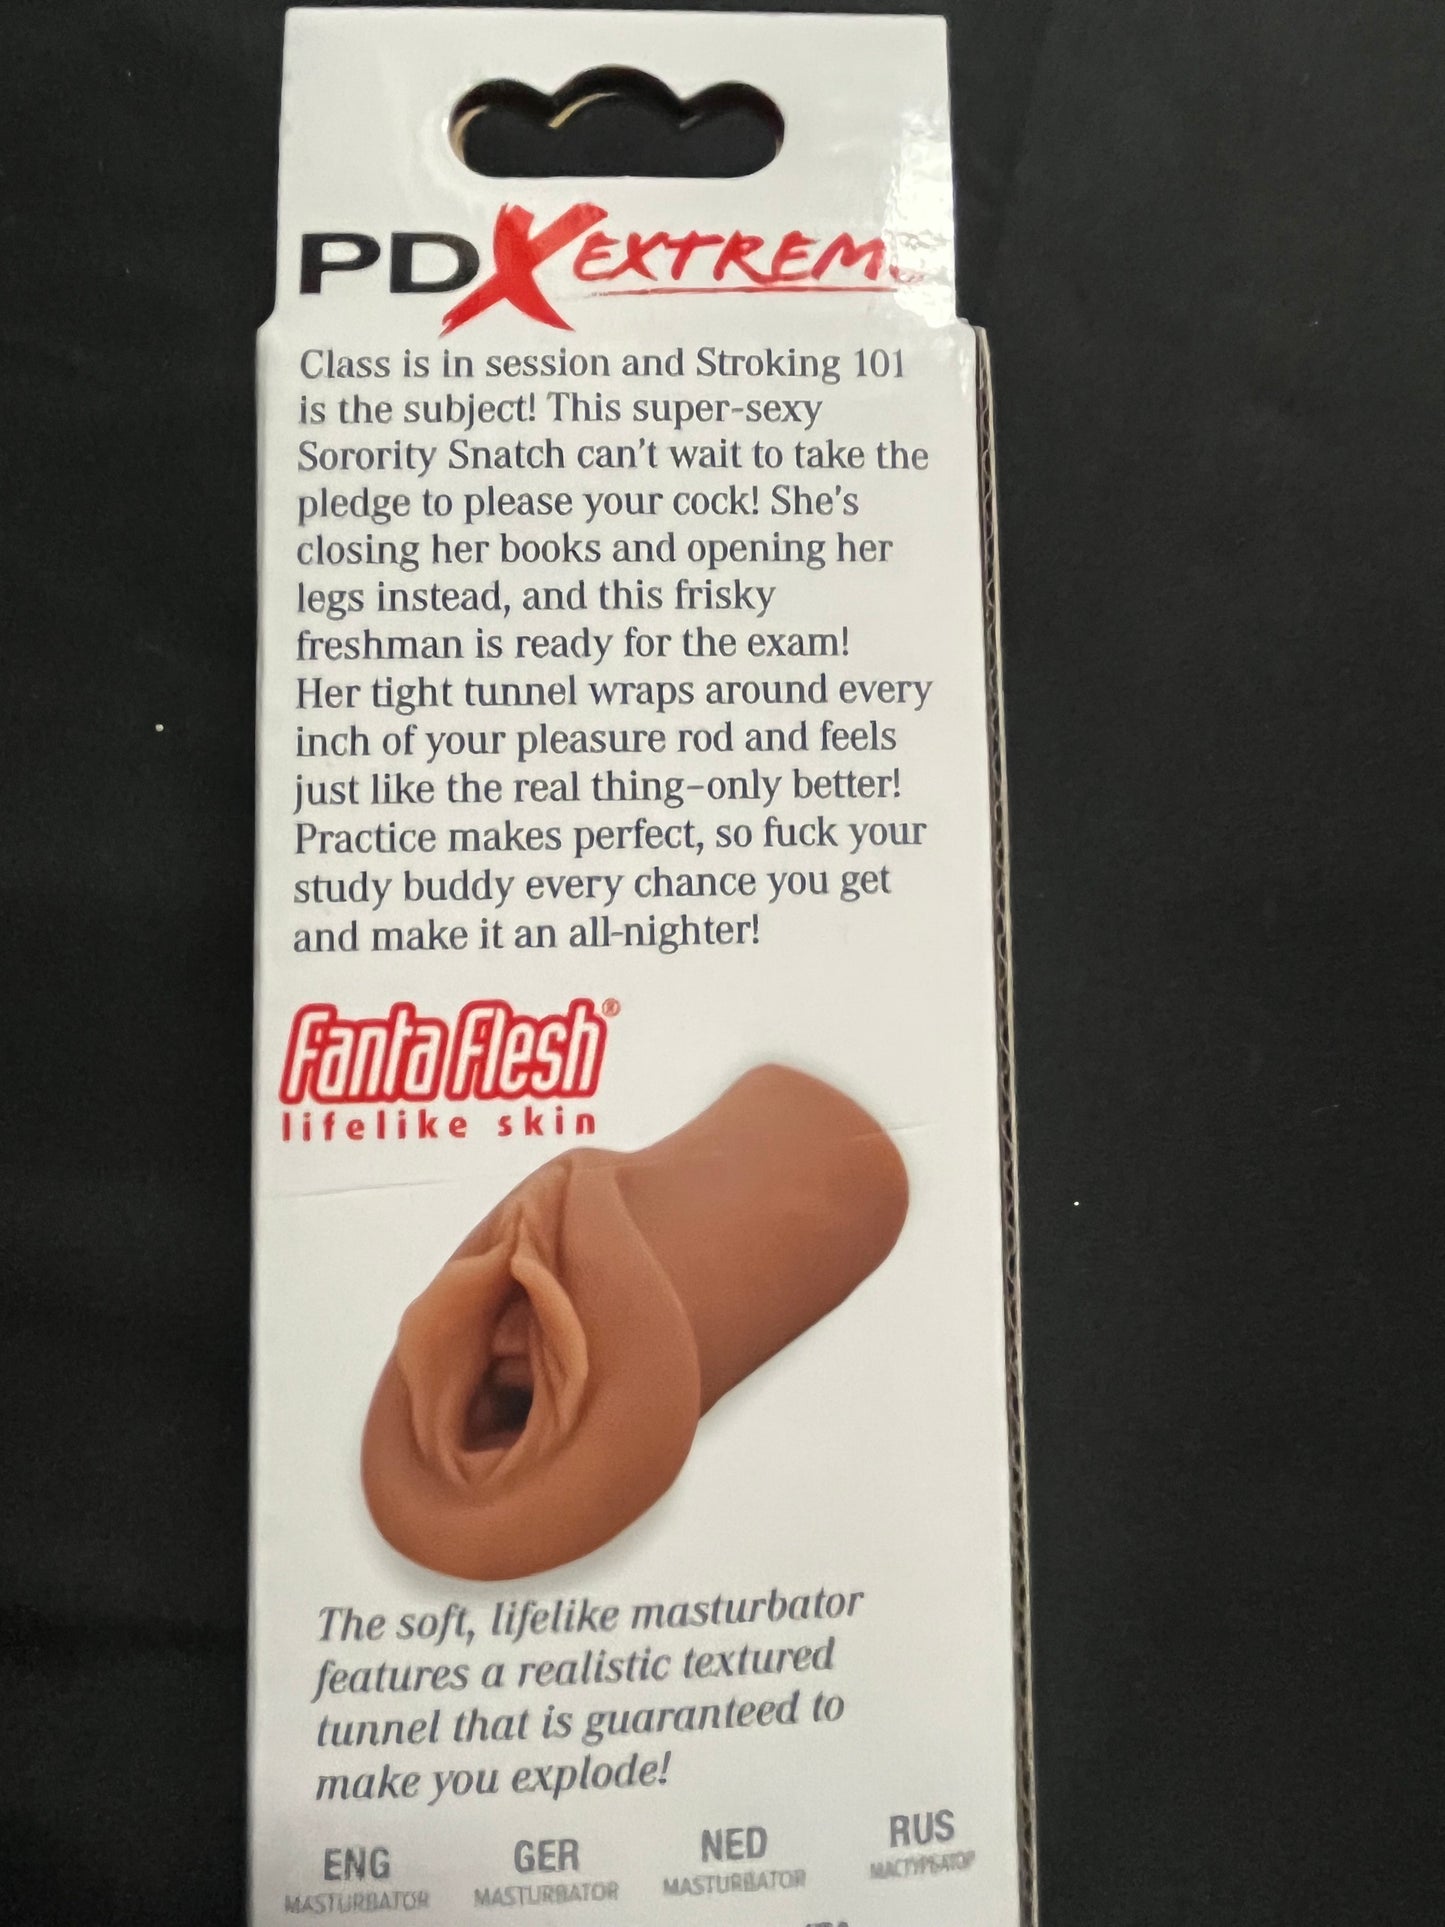 PDX EXTREME
Class is in session and Stroking 101
is the subject! This super-sexy
Sorority Snatch can't wait to take the
pledge to please your cock! She's
closing her books and opening her
legs instead, and this frisky
freshman is ready for the exam!
Her tight tunnel wraps around every
inch of your pleasure rod and feels
just like the real thing–only better!
Practice makes perfect, so fuck your
study buddy every chance you get
and make it an all-nighter!
Fanta Flesh®
lifelike skin
The soft, lifelike masturbator
features a realistic textured
tunnel that is guaranteed to
make you explode!
ENG GER NED RUS
MASTURBATOR MASTURBATOR MASTURBATOR МАСТУРБАТОР